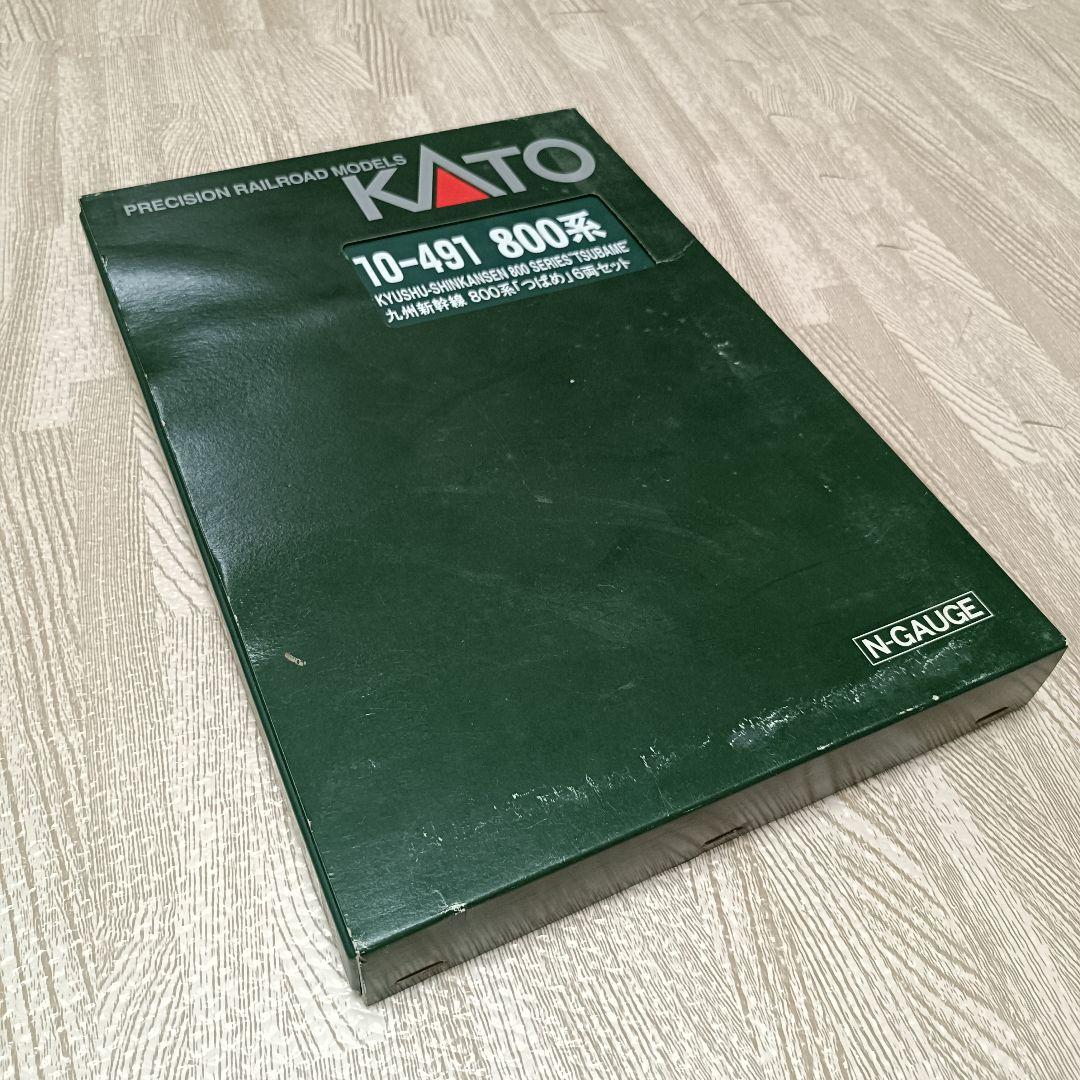 PRECISION RAILROAD MODELS
KATO
10-491 800系
KYUSHU-SHINKANSEN 800 SERIES "TSUBAME"
九州新幹線 800系「つばめ」6両セット
N-GAUGE